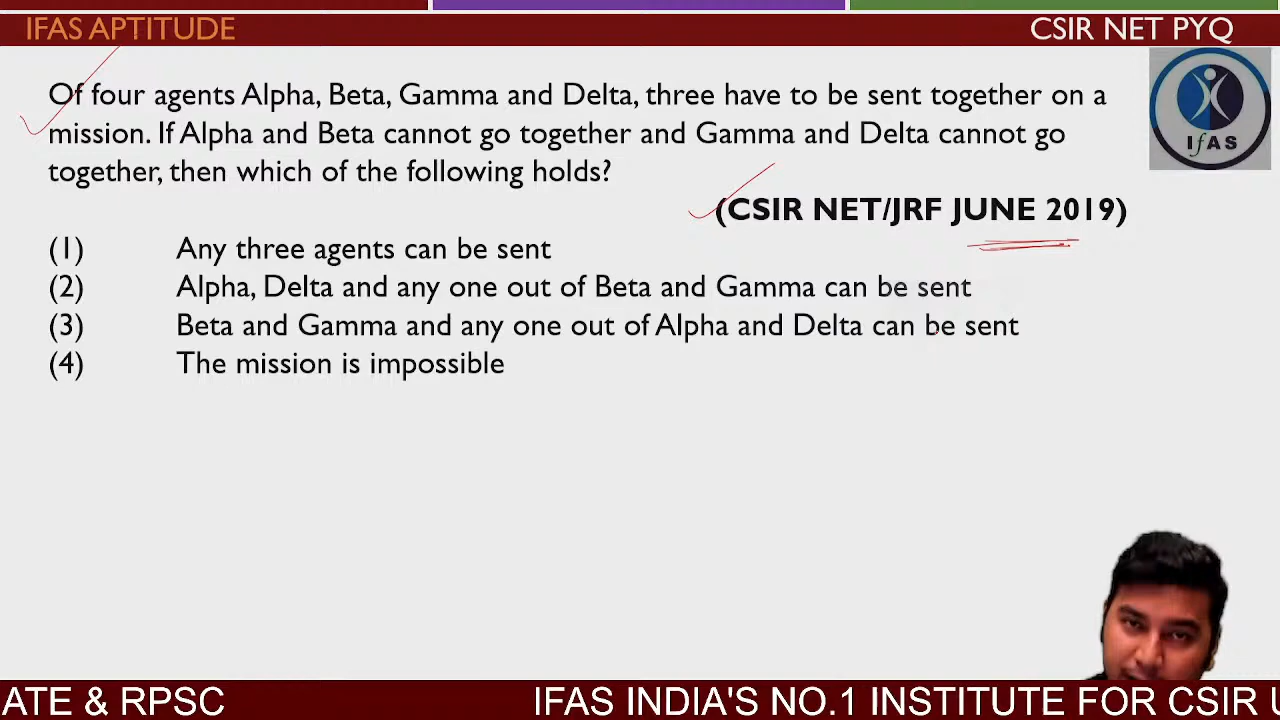 IFAS APTITUDE
CSIR NET PYQ
Of four agents Alpha, Beta, Gamma and Delta, three have to be sent together on a
mission. If Alpha and Beta cannot go together and Gamma and Delta cannot go
together, then which of the following holds?
(CSIR NET/JRF JUNE 2019)
(1) Any three agents can be sent
(2) Alpha, Delta and any one out of Beta and Gamma can be sent
(3) Beta and Gamma and any one out of Alpha and Delta can be sent
(4) The mission is impossible
IfAS
ATE & RPSC IFAS INDIA'S NO.1 INSTITUTE FOR CSIR